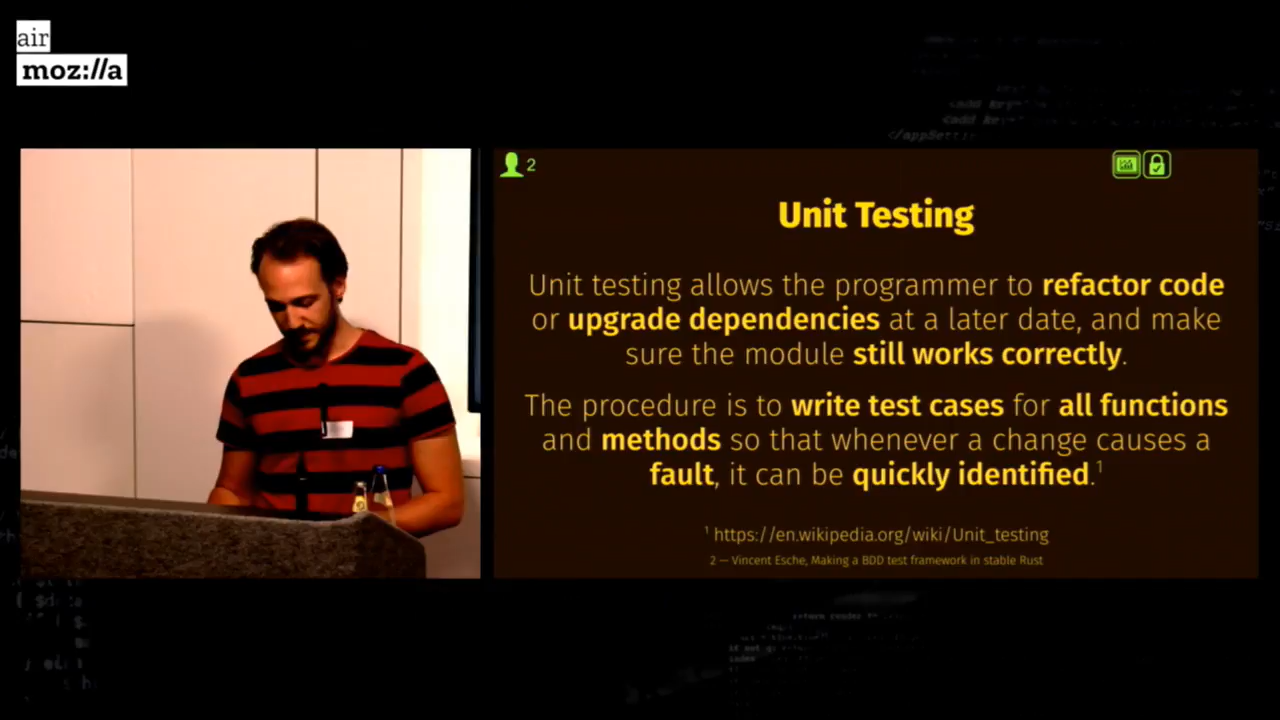 air
moz://a
2
Unit Testing
Unit testing allows the programmer to refactor code
or upgrade dependencies at a later date, and make
sure the module still works correctly.
The procedure is to write test cases for all functions
and methods so that whenever a change causes a
fault, it can be quickly identified.¹
¹ https://en.wikipedia.org/wiki/Unit_testing
2 — Vincent Esche, Making a BDD test framework in stable Rust